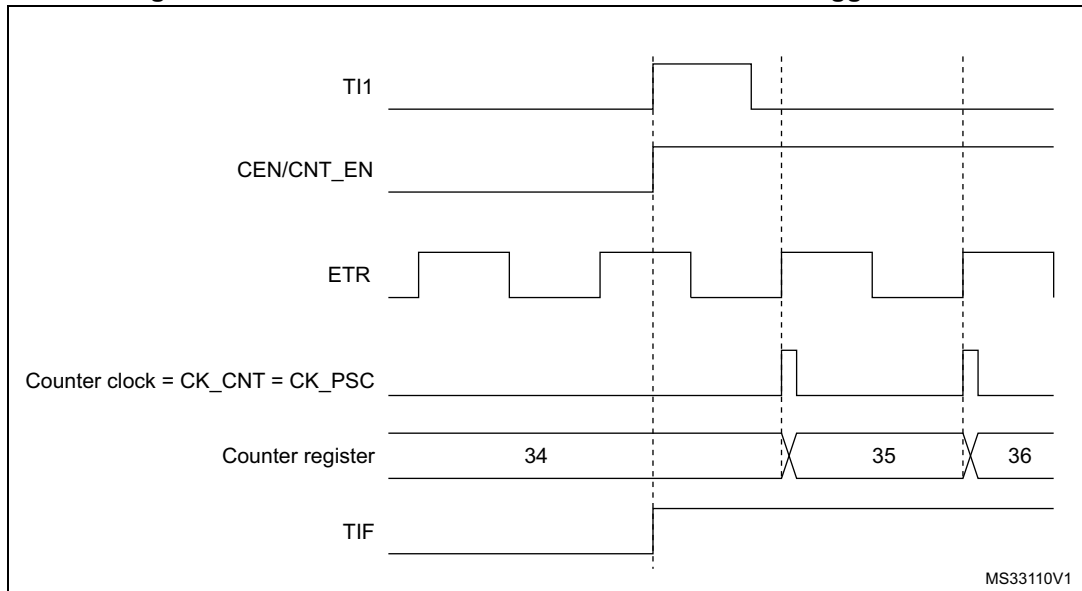 TI1
CEN/CNT_EN
ETR
Counter clock = CK_CNT = CK_PSC
Counter register
34
35
36
TIF
MS33110V1